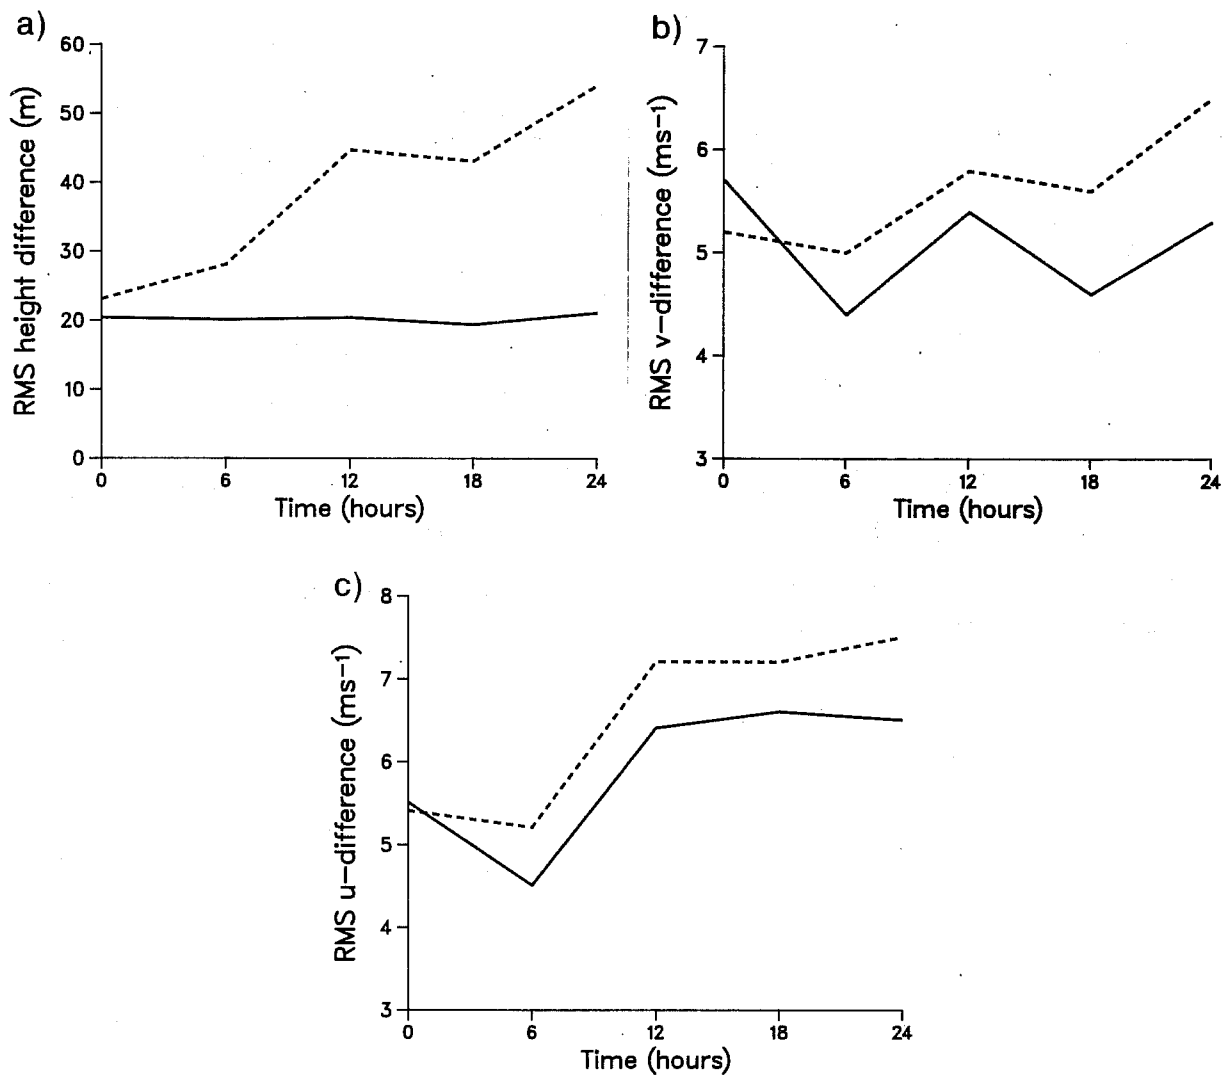 a)
60
50
40
30
20
10
0
RMS height difference (m)
0 6 12 18 24
Time (hours)
b)
7
6
5
4
3
RMS v−difference (ms−1)
0 6 12 18 24
Time (hours)
c)
8
7
6
5
4
3
RMS u−difference (ms−1)
0 6 12 18 24
Time (hours)